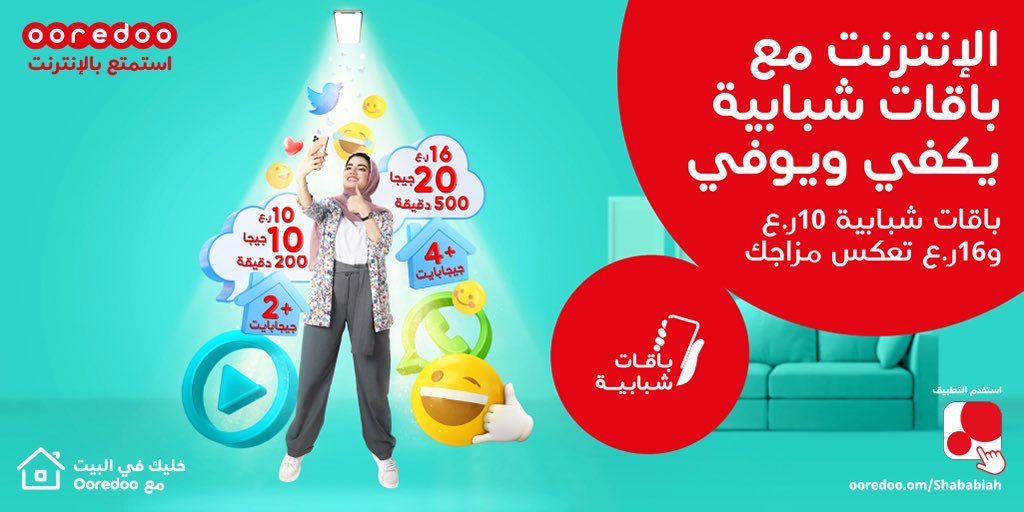 ooredoo
استمتع بالإنترنت
الإنترنت مع
باقات شبابية
يكفي ويوفي
باقات شبابية 10ر.ع
و16ر.ع تعكس مزاجك
16 ر.ع
20 جيجا
500 دقيقة
+4
جيجابايت
10 ر.ع
10 جيجا
200 دقيقة
+2
جيجابايت
باقات
شبابية
استخدم التطبيق
ooredoo.om/Shababiah
خليك في البيت
مع Ooredoo